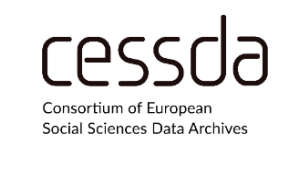 cessda
Consortium of European
Social Sciences Data Archives